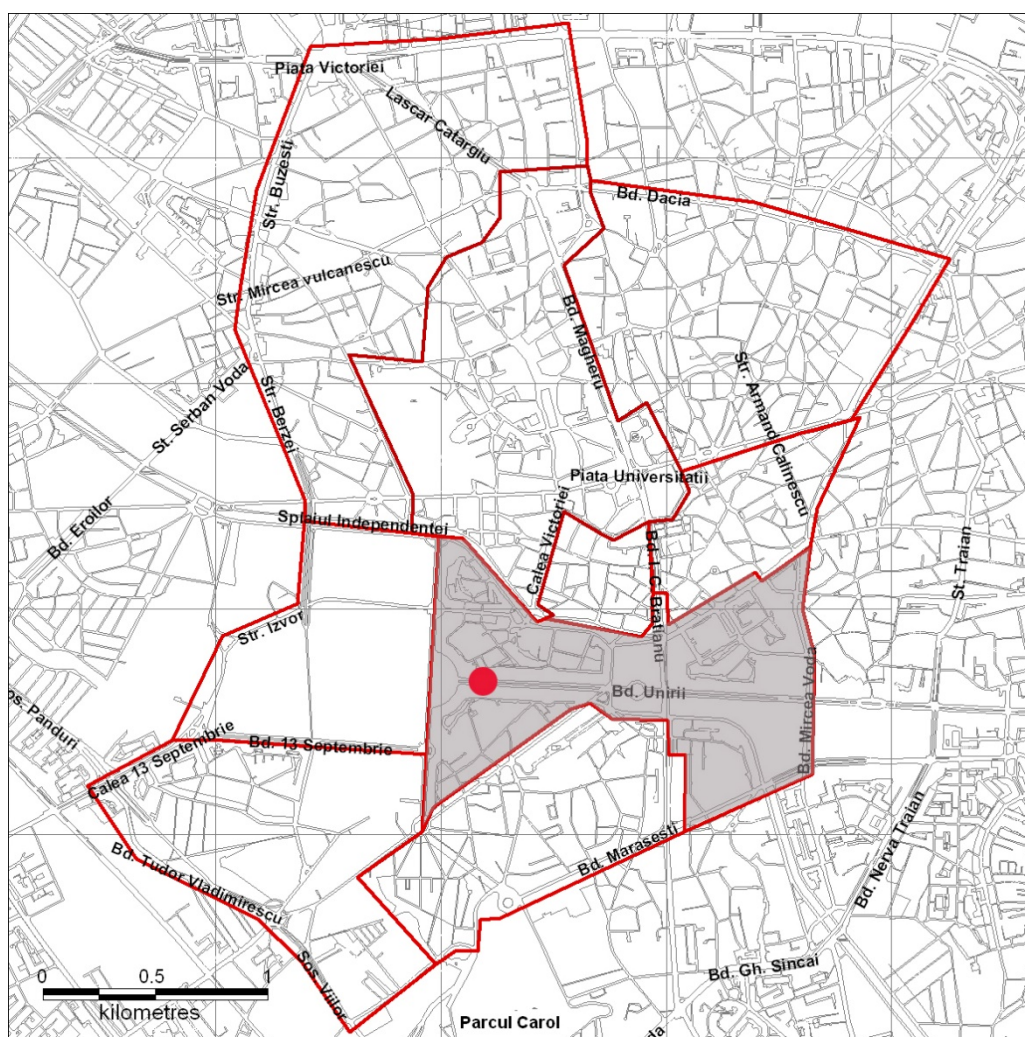 Piata Victoriei
Lascar Catargiu
Str. Buzesti
Bd. Dacia
Str. Mircea vulcanescu
Bd. Magheru
Str. Armand Calinescu
St. Serban Voda
Str. Berzei
Piata Universitatii
Bd. Eroilor
Splaiul Independentei
Calea Victoriei
Bd. I. C. Bratianu
St. Traian
Str. Izvor
Bd. Unirii
Bd. Mircea Voda
os. Panduri
Bd. 13 Septembrie
Calea 13 Septembrie
Bd. Marasesti
Bd. Nerva Traian
Bd. Tudor Vladimirescu
Sos. Viilor
Bd. Gh. Sincai
0 0.5 1
kilometres
Parcul Carol
oda